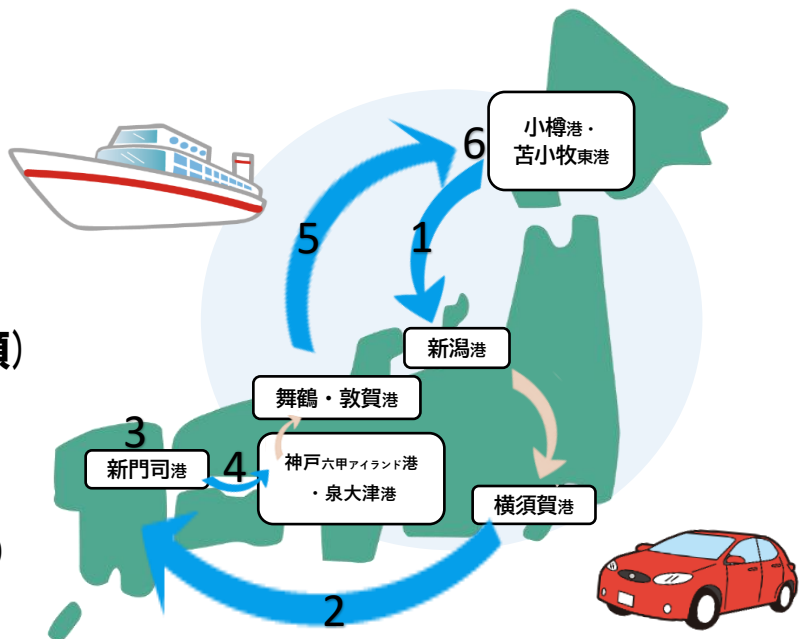 6
小樽港・
苫小牧東港
5
1
新潟港
舞鶴・敦賀港
3
新門司港
4
神戸六甲アイランド港
・泉大津港
横須賀港
2
)